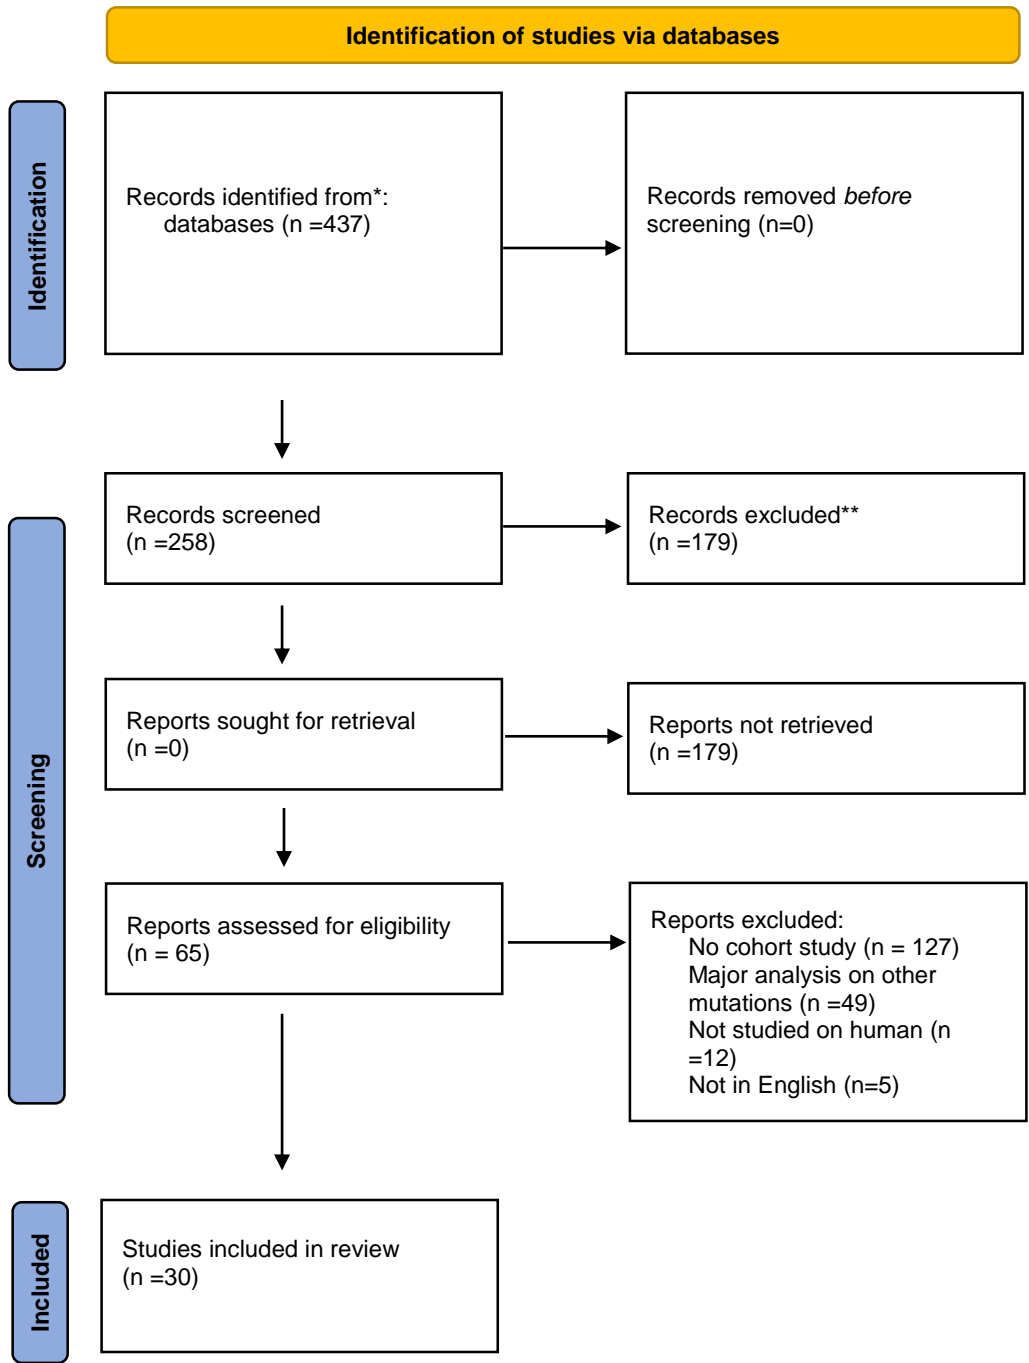 Identification of studies via databases
Identification
Records identified from*:
databases (n =437)
Records removed before
screening (n=0)
Screening
Records screened
(n =258)
Records excluded**
(n =179)
Reports sought for retrieval
(n =0)
Reports not retrieved
(n =179)
Reports assessed for eligibility
(n = 65)
Reports excluded:
No cohort study (n = 127)
Major analysis on other
mutations (n =49)
Not studied on human (n
=12)
Not in English (n=5)
Included
Studies included in review
(n =30)